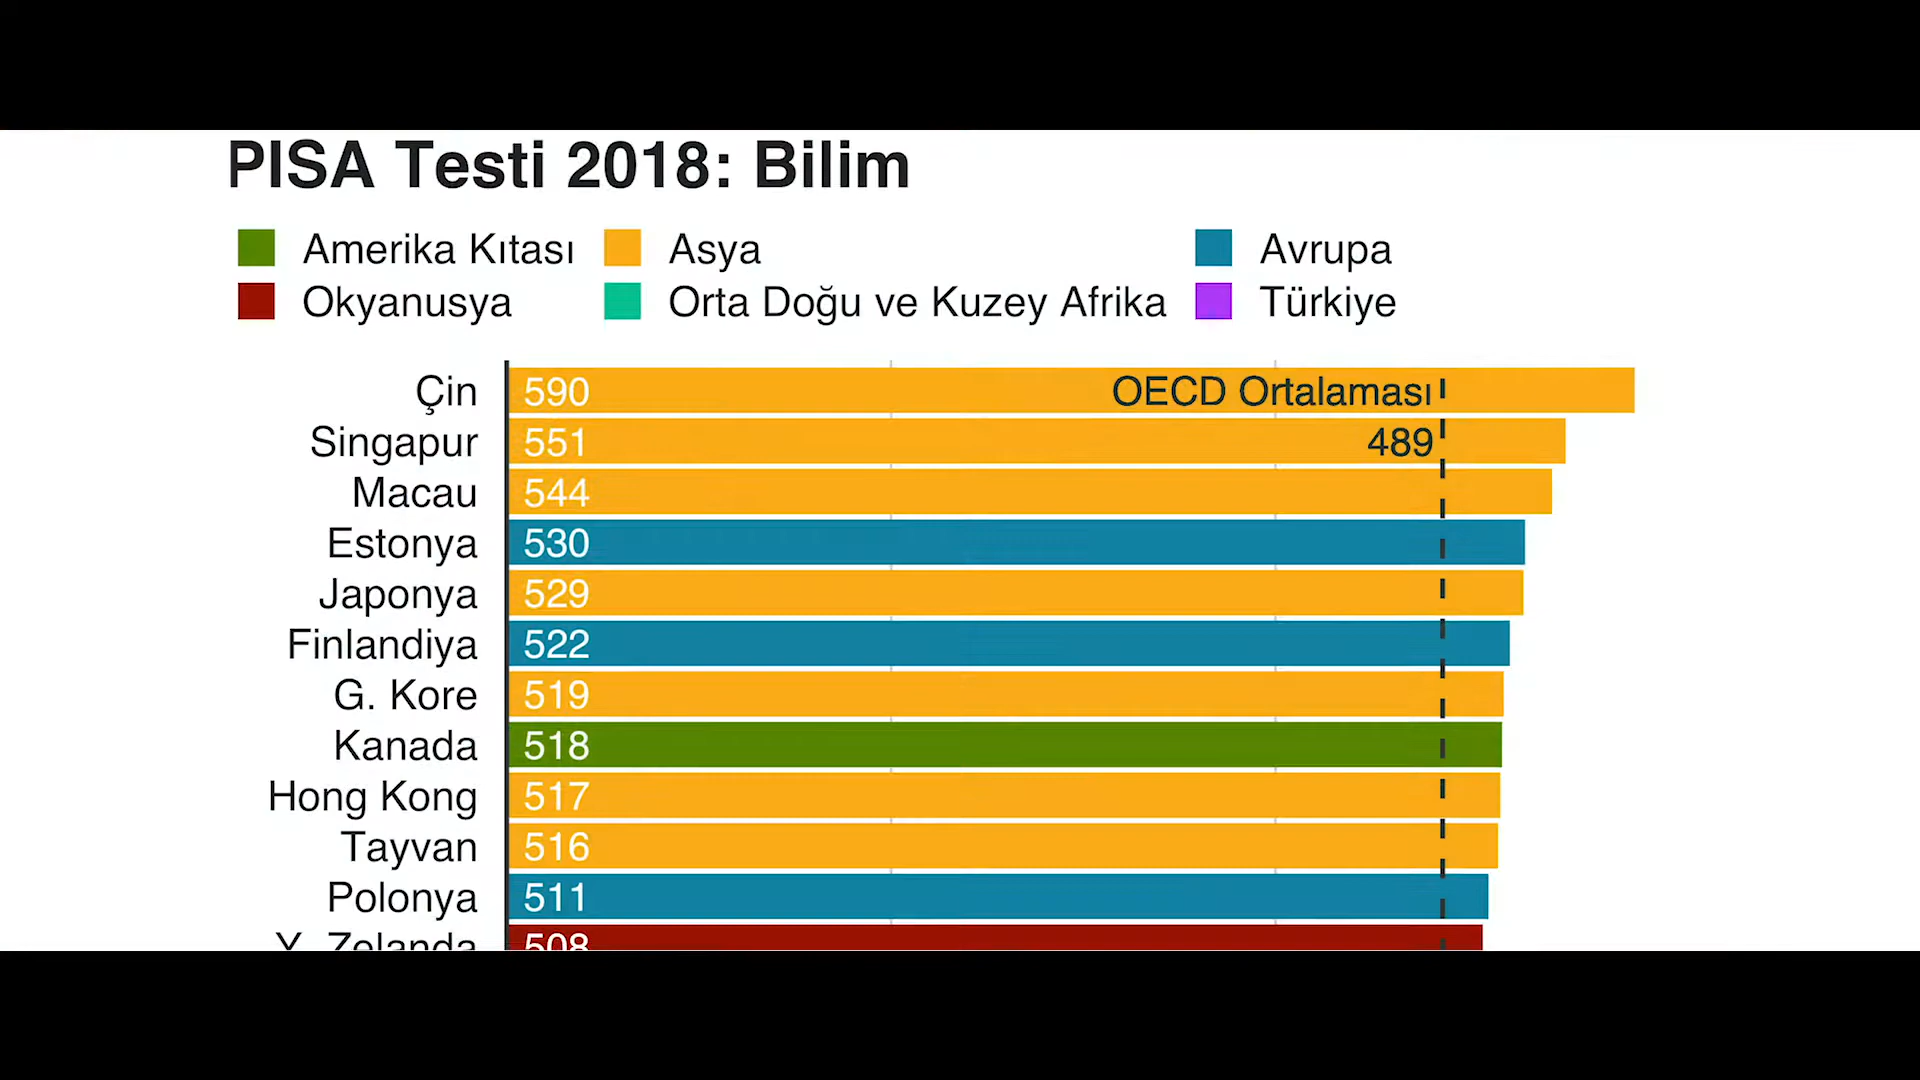 PISA Testi 2018: Bilim
Amerika Kıtası Asya Avrupa
Okyanusya Orta Doğu ve Kuzey Afrika Türkiye
Çin 590 OECD Ortalaması
Singapur 551 489
Macau 544
Estonya 530
Japonya 529
Finlandiya 522
G. Kore 519
Kanada 518
Hong Kong 517
Tayvan 516
Polonya 511
Y. Zelanda 508